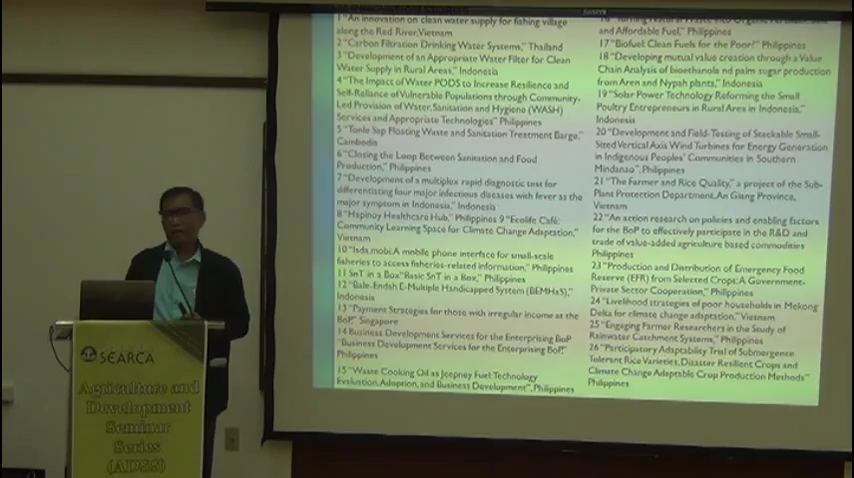 1 "An innovation on clean water supply for fishing village
along the Red River, Vietnam
2 "Carbon Filtration Drinking Water Systems," Thailand
3 "Development of an Appropriate Water Filter for Clean
Water Supply in Rural Areas," Indonesia
4 "The Impact of Water PODS to Increase Resilience and
Self-Reliance of Vulnerable Populations through Community-
Led Provision of Water, Sanitation and Hygiene (WASH)
Services and Appropriate Technologies" Philippines
5 "Tonle Sap Floating Waste and Sanitation Treatment Barge,"
Cambodia
6 "Closing the Loop Between Sanitation and Food
Production," Philippines
7 "Development of a multiplex rapid diagnostic test for
differentiating four major infectious diseases with fever as the
major symptom in Indonesia," Indonesia
8 "Hapinoy Healthcare Hub," Philippines 9 "Ecolife Café:
Community Learning Space for Climate Change Adaptation,"
Vietnam
10 "Isda.mobi: A mobile phone interface for small-scale
fisheries to access fisheries-related information," Philippines
11 SnT in a Box"Basic SnT in a Box," Philippines
12 E-Multiple Handicapped System (BEMHaS),"
Indonesia
13 "Payment Strategies for those with irregular income at the
BoP," Singapore
14 Business Development Services for the Enterprising BoP
"Business Development Services for the Enterprising BoP,"
Philippines
15 "Waste Cooking Oil as Jeepney Fuel: Technology
Evaluation, Adoption, and Business Development", Philippines
16 "Turning Natural Waste into Organic
and Affordable Fuel," Philippines
17 "Biofuel: Clean Fuels for the Poor?" Philippines
18 "Developing mutual value creation through a Value
Chain Analysis of bioethanola nd palm sugar production
from Aren and Nypah plants," Indonesia
19 "Solar Power Technology Reforming the Small
Poultry Entrepreneurs in Rural Area in Indonesia,"
Indonesia
20 "Development and Field-Testing of Stackable Small-
Sized Vertical Axis Wind Turbines for Energy Generation
in Indigenous Peoples' Communities in Southern
Mindanao", Philippines
21 "The Farmer and Rice Quality," a project of the Sub-
Plant Protection Department, An Giang Province,
Vietnam
22 "An action research on policies and enabling factors
for the BoP to effectively participate in the R&D and
trade of value-added agriculture based commodities
Philippines
23 "Production and Distribution of Emergency Food
Reserve (EFR) from Selected Crops: A Government-
Private Sector Cooperation," Philippines
24 "Livelihood strategies of poor households in Mekong
Delta for climate change adaptation," Vietnam
25 "Engaging Farmer Researchers in the Study of
Rainwater Catchment Systems," Philippines
26 "Participatory Adaptability Trial of Submergence
Tolerant Rice Varieties, Disaster Resilient Crops and
Climate Change Adaptable Crop Production Methods"
Philippines
SEARCA
Agriculture and
Development
Seminar
Series
(ADSS)